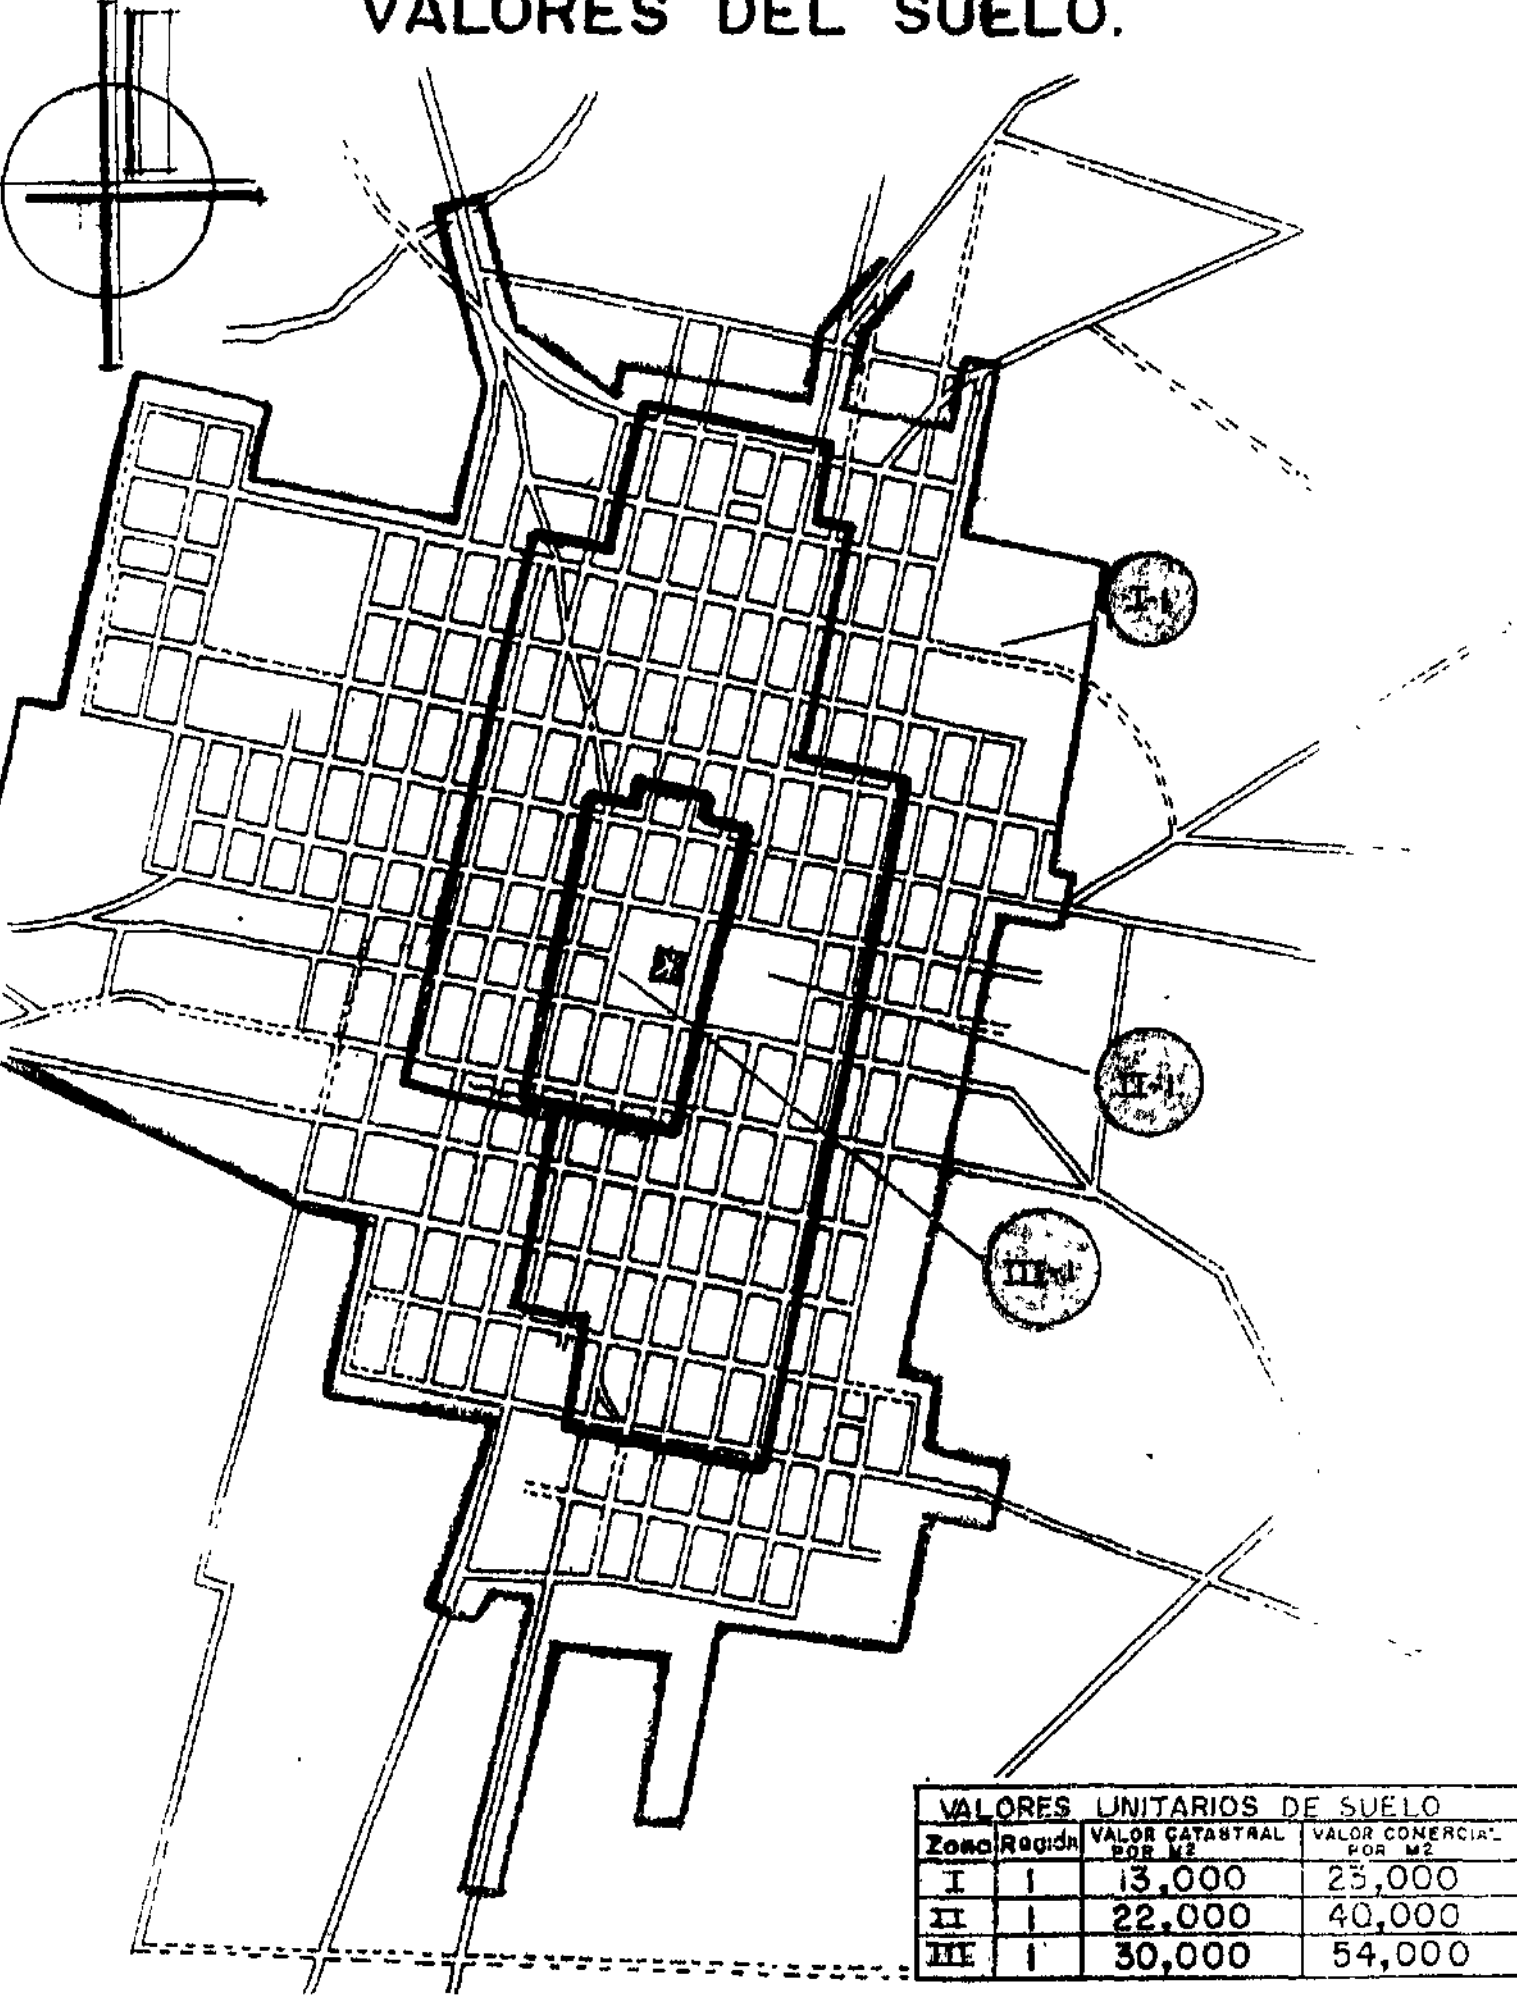 VALORES DEL SUELO.
I-1
II-1
III-1
VALORES UNITARIOS DE SUELO
Zona Región VALOR CATASTRAL POR M2 VALOR COMERCIAL POR M2
I 1 13,000 23,000
II 1 22,000 40,000
III 1 30,000 54,000